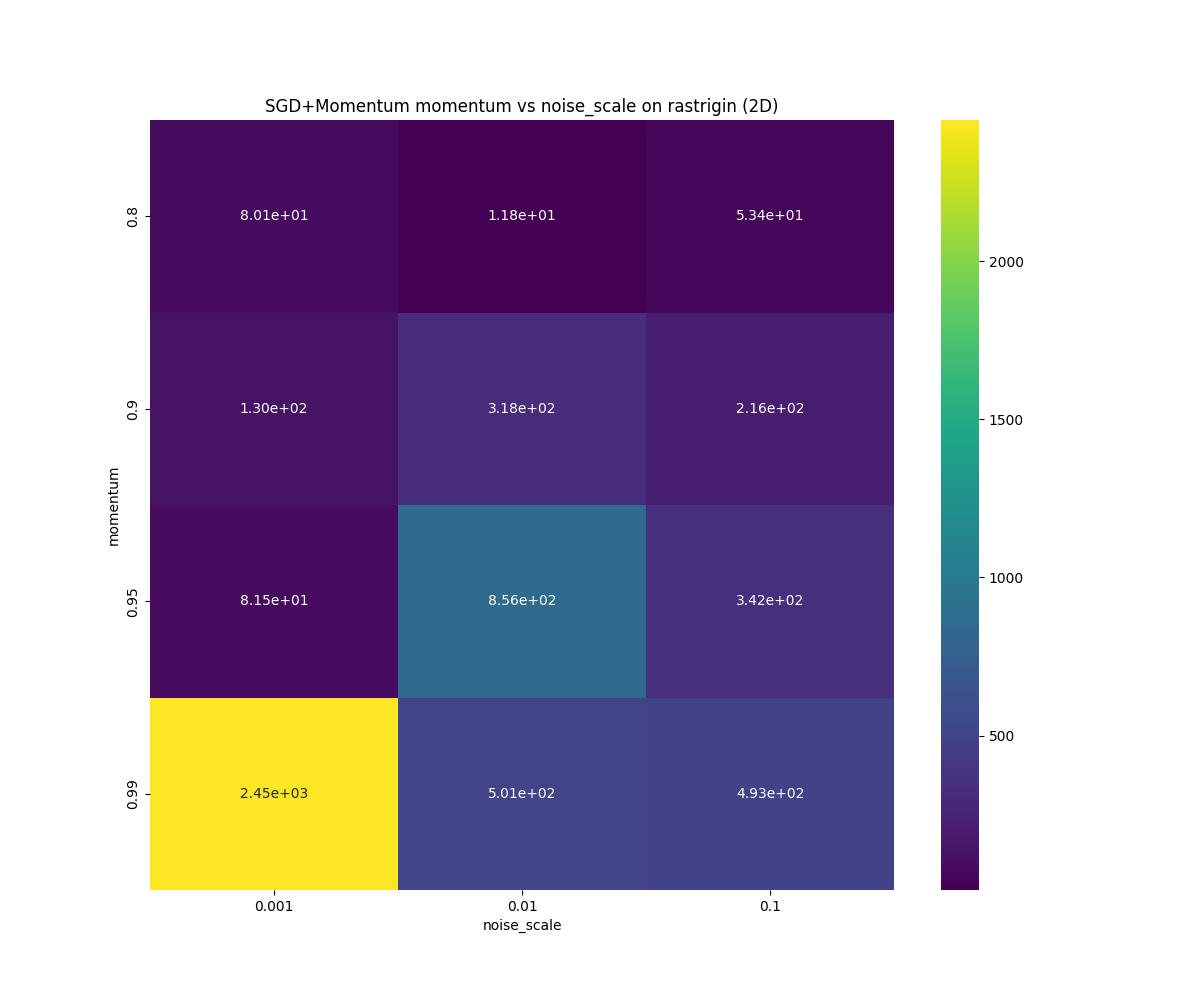 SGD+Momentum momentum vs noise_scale on rastrigin (2D)
0.8
8.01e+01 1.18e+01 5.34e+01
0.9
1.30e+02 3.18e+02 2.16e+02
0.95
8.15e+01 8.56e+02 3.42e+02
0.99
2.45e+03 5.01e+02 4.93e+02
momentum
0.001 0.01 0.1
noise_scale
2000
1500
1000
500